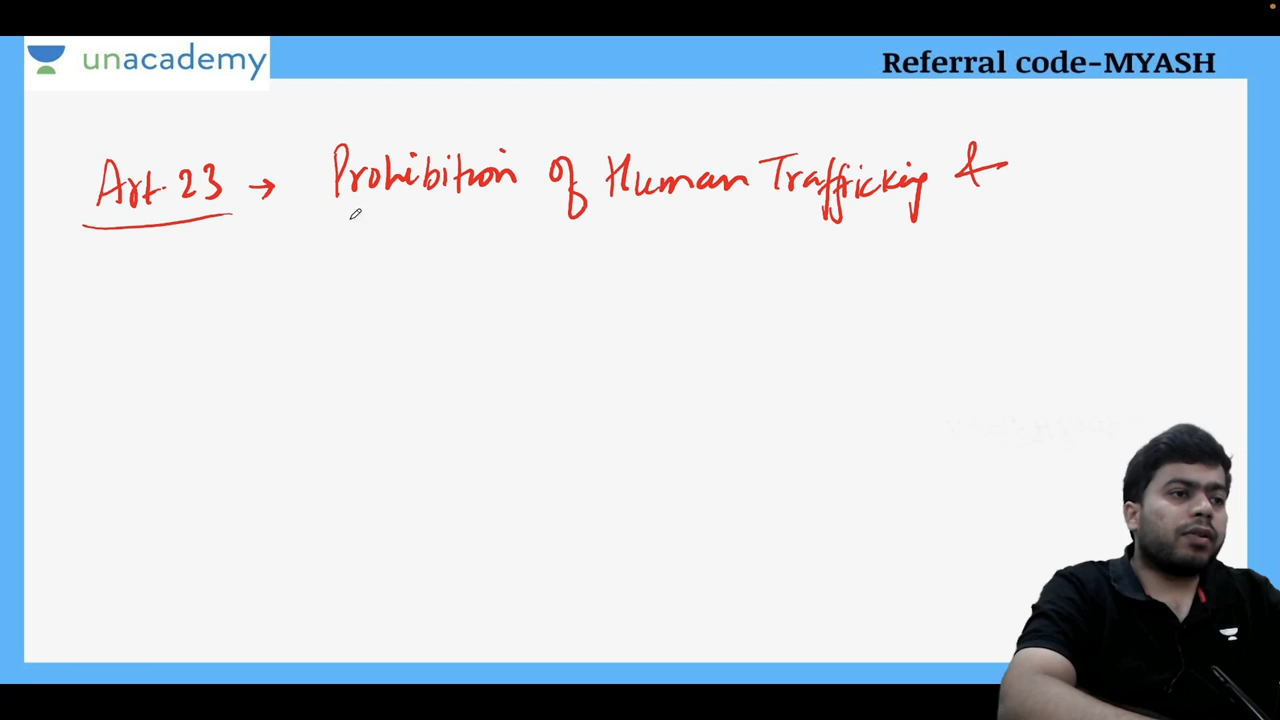 unacademy
Referral code-MYASH
Art. 23 → Prohibition of Human Trafficking &